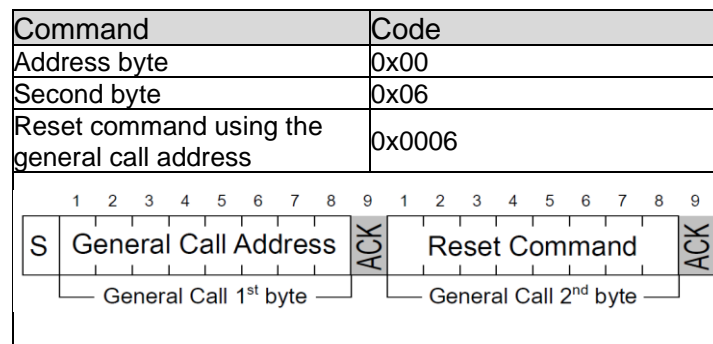 Command Code
Address byte 0x00
Second byte 0x06
Reset command using the
general call address 0x0006
1 2 3 4 5 6 7 8 9 1 2 3 4 5 6 7 8 9
S General Call Address ACK Reset Command ACK
General Call 1st byte General Call 2nd byte